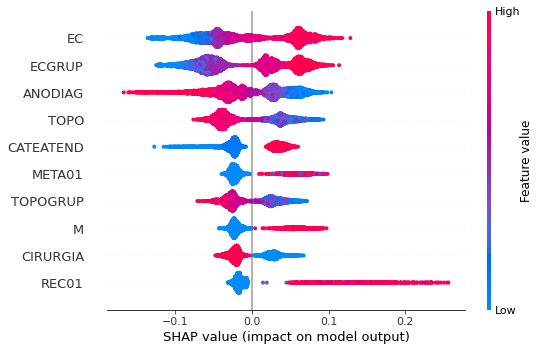 High
EC
ECGRUP
ANODIAG
TOPO
CATEATEND
META01
TOPOGRUP
M
CIRURGIA
REC01
Feature value
Low
−0.1 0.0 0.1 0.2
SHAP value (impact on model output)